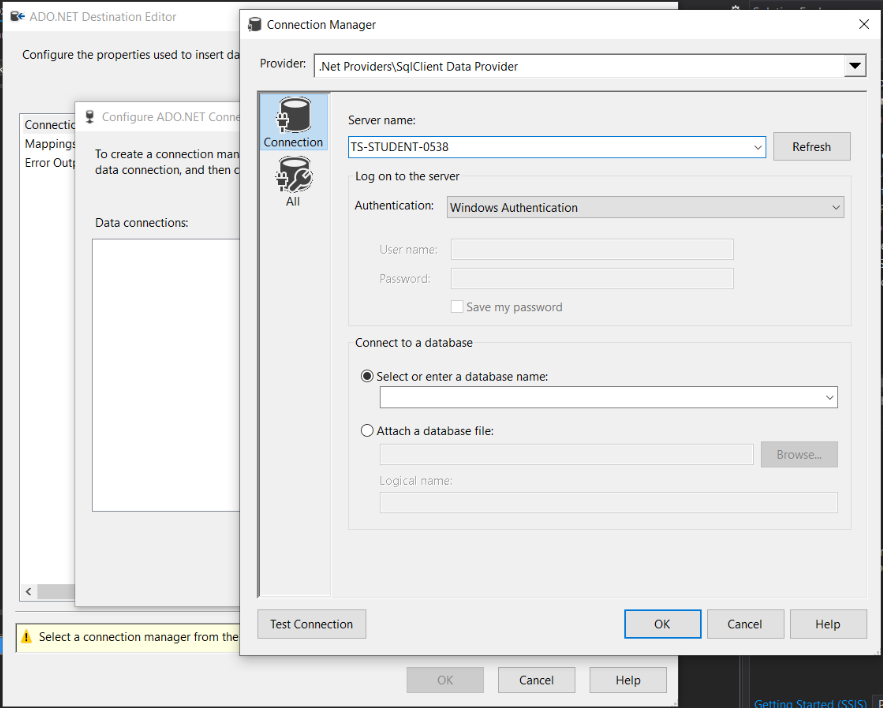 ADO.NET Destination Editor
Configure the properties used to insert da
Connectio
Mappings
Error Outp
Configure ADO.NET Conne
To create a connection man
data connection, and then c
Data connections:
Select a connection manager from the
OK
Cancel
Help
Connection Manager
Provider:
.Net Providers\SqlClient Data Provider
Connection
All
Server name:
TS-STUDENT-0538
Refresh
Log on to the server
Authentication:
Windows Authentication
User name:
Password:
Save my password
Connect to a database
Select or enter a database name:
Attach a database file:
Browse...
Logical name:
Test Connection
OK
Cancel
Help
Getting Started (SSIS)